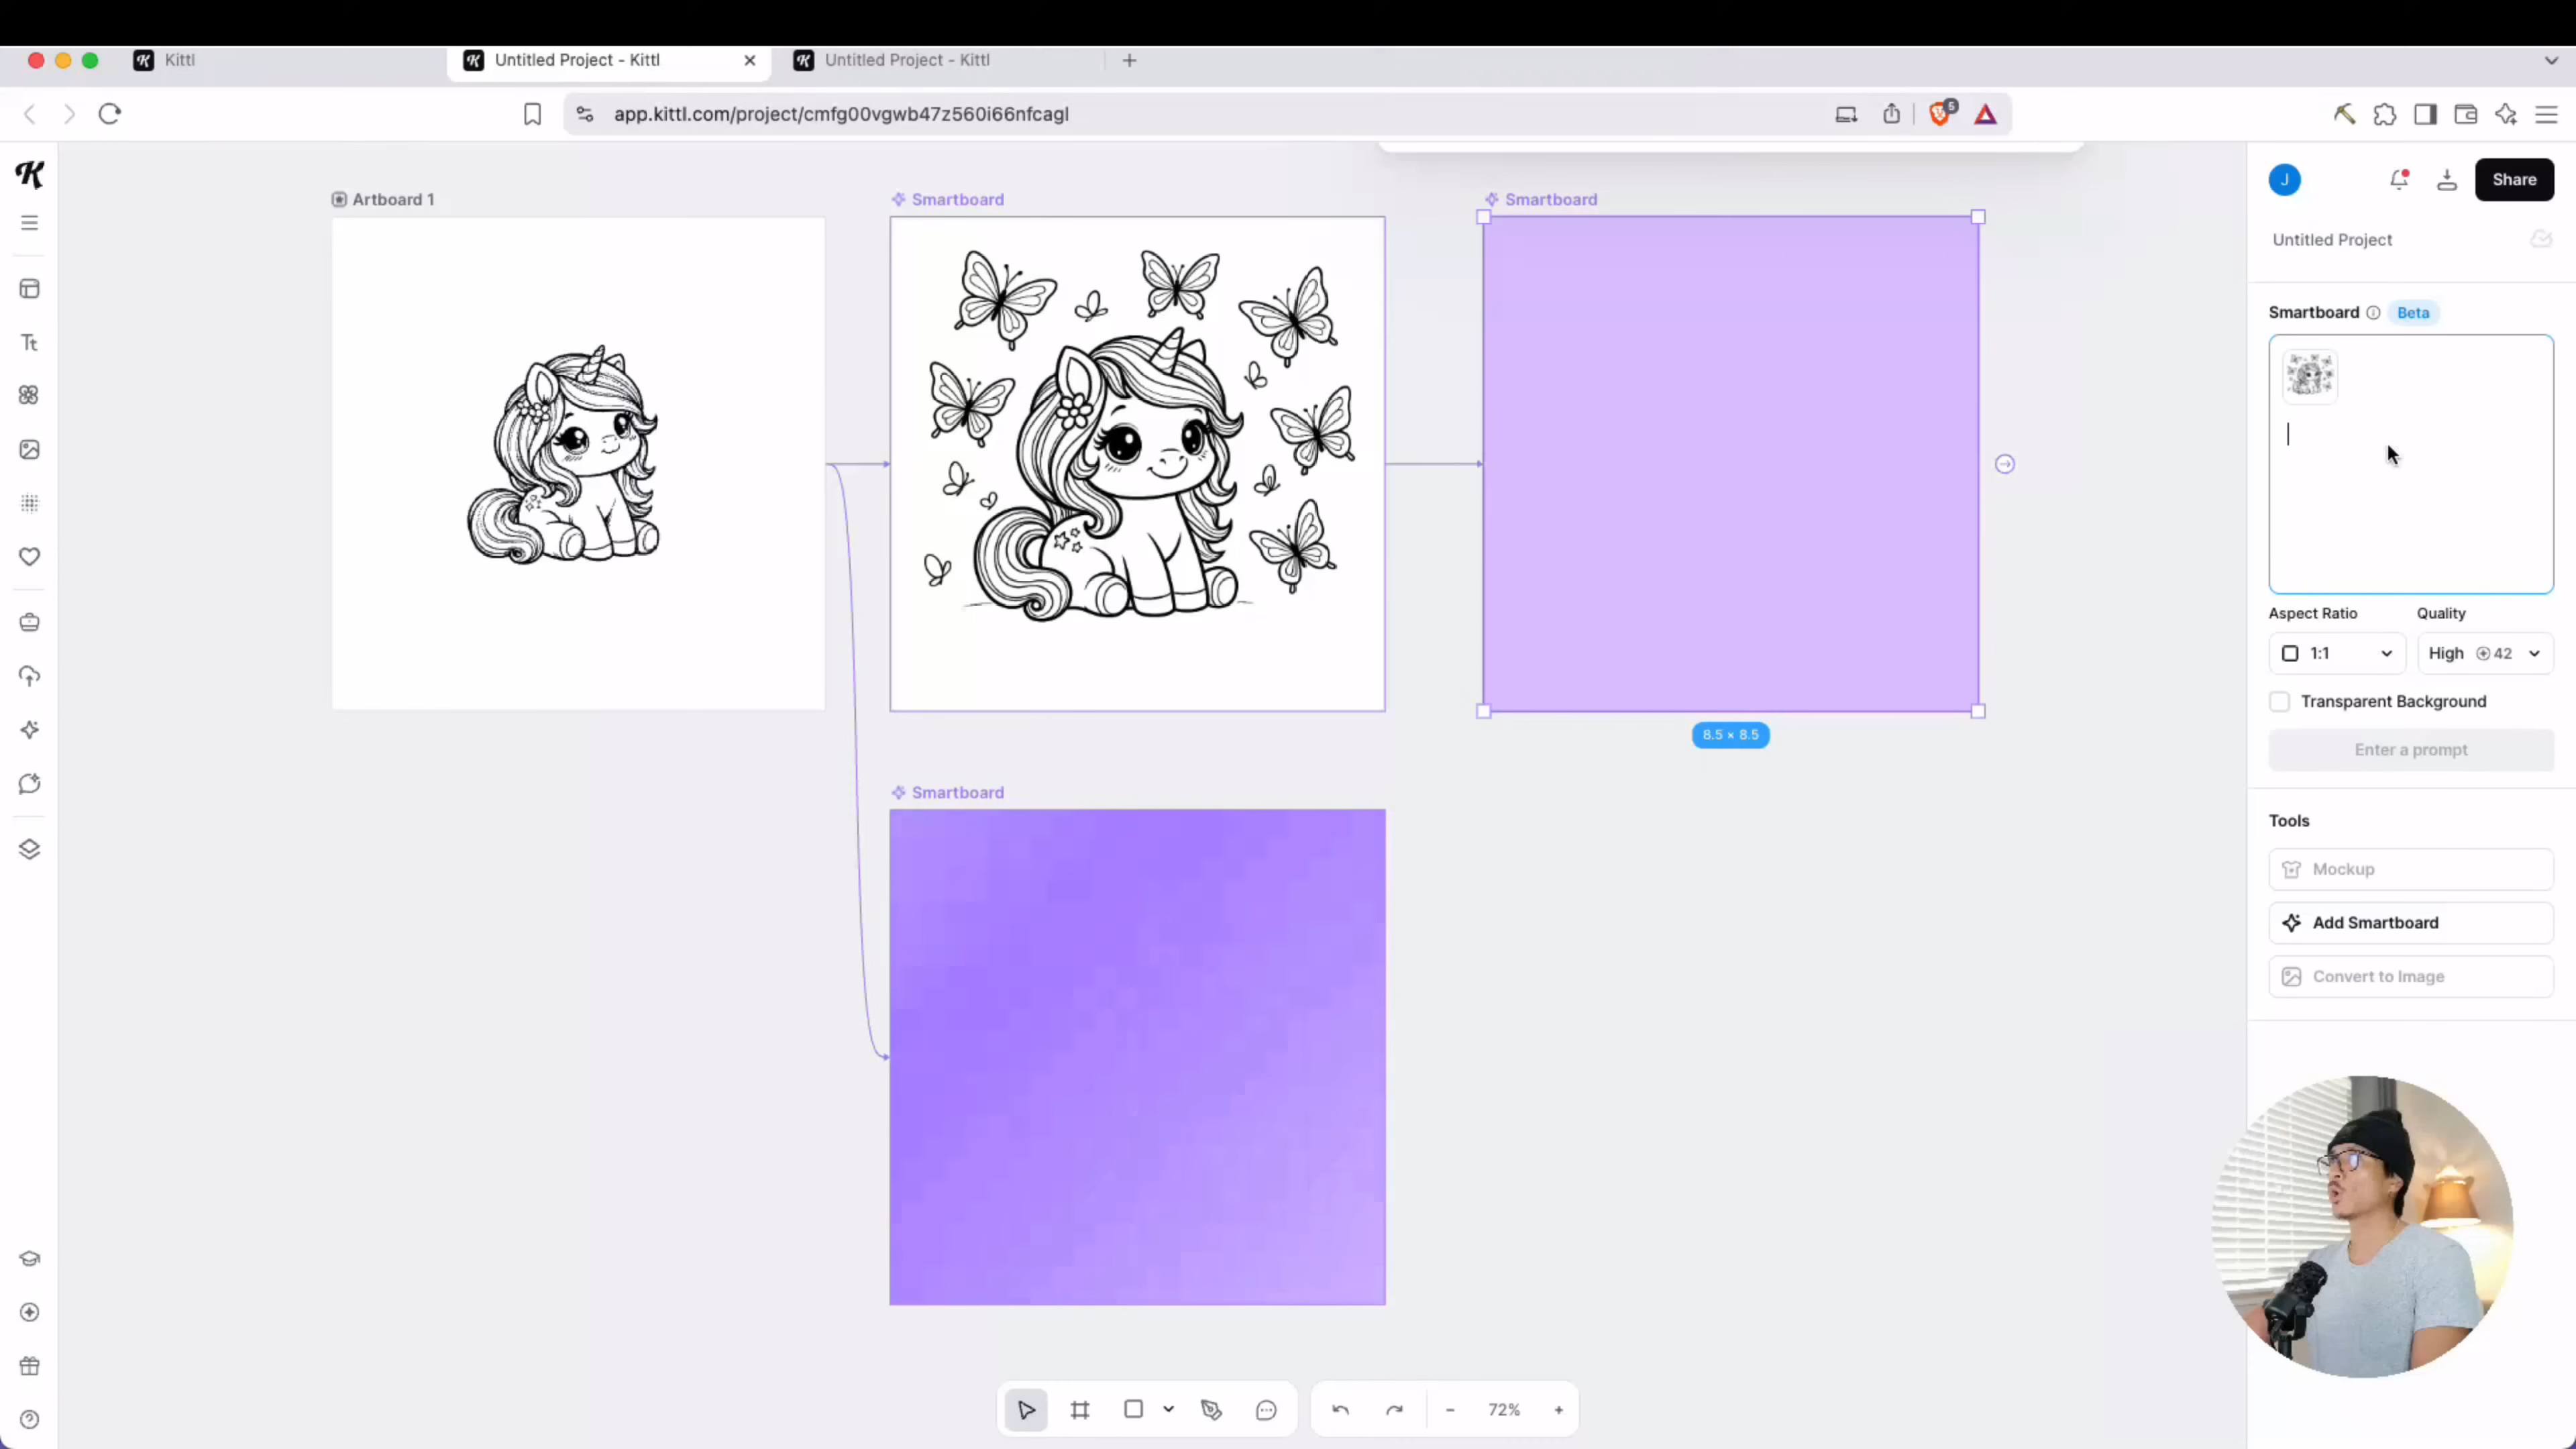 Kittl
Untitled Project - Kittl
Untitled Project - Kittl
app.kittl.com/project/cmfg00vgwb47z560i66nfcagl
5
Artboard 1
Smartboard
Smartboard
J
Share
Untitled Project
Smartboard
Beta
Aspect Ratio
Quality
1:1
High 42
Transparent Background
8.5 × 8.5
Enter a prompt
Smartboard
Tools
Mockup
Add Smartboard
Convert to Image
Tt
72%